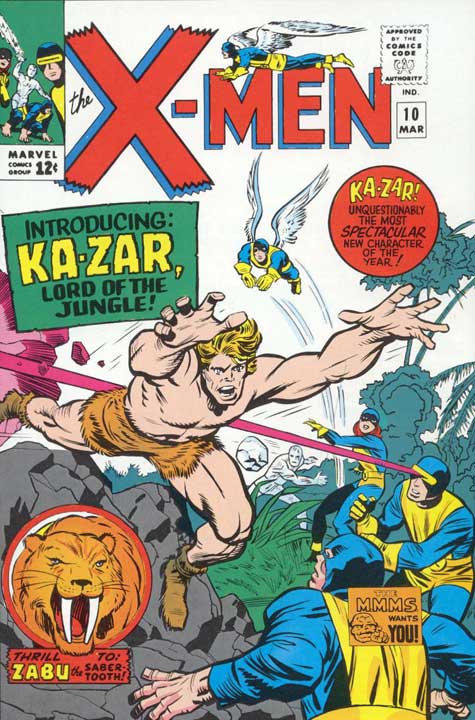 the
X-MEN
APPROVED
BY THE
COMICS
CODE
CA
AUTHORITY
IND.
10
MAR
MARVEL
COMICS
GROUP
12¢
INTRODUCING:
KA-ZAR,
LORD OF THE
JUNGLE!
KA-ZAR!
UNQUESTIONABLY
THE MOST
SPECTACULAR
NEW CHARACTER
OF THE
YEAR!
THRILL TO:
ZABU the SABER-
TOOTH!
THE
MMMS
WANTS
YOU!